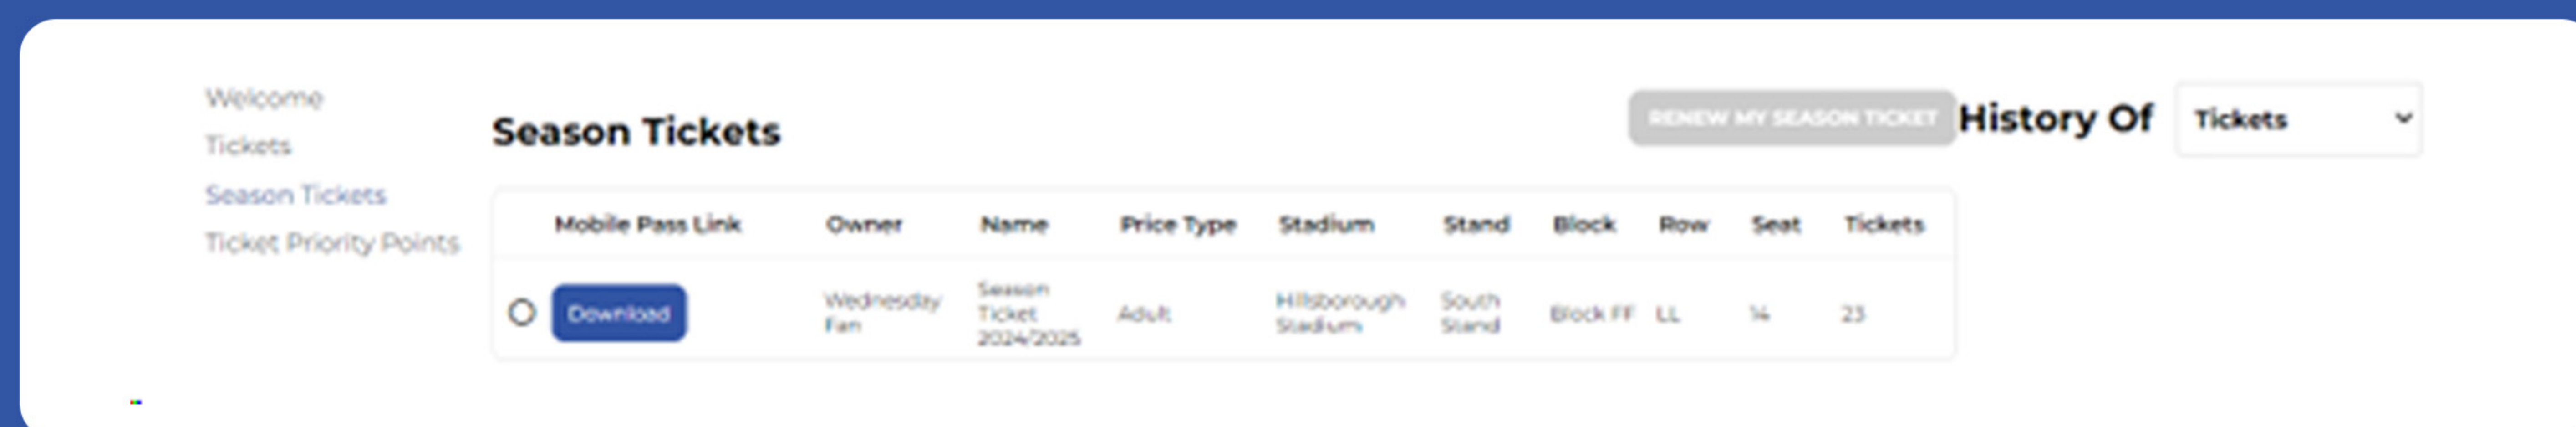 Welcome
Tickets
Season Tickets
Ticket Priority Points
Season Tickets
RENEW MY SEASON TICKET
History Of
Tickets
Mobile Pass Link Owner Name Price Type Stadium Stand Block Row Seat Tickets
Download Wednesday Fan Season Ticket 2024/2025 Adult Hillsborough Stadium South Stand Block FF LL 14 23